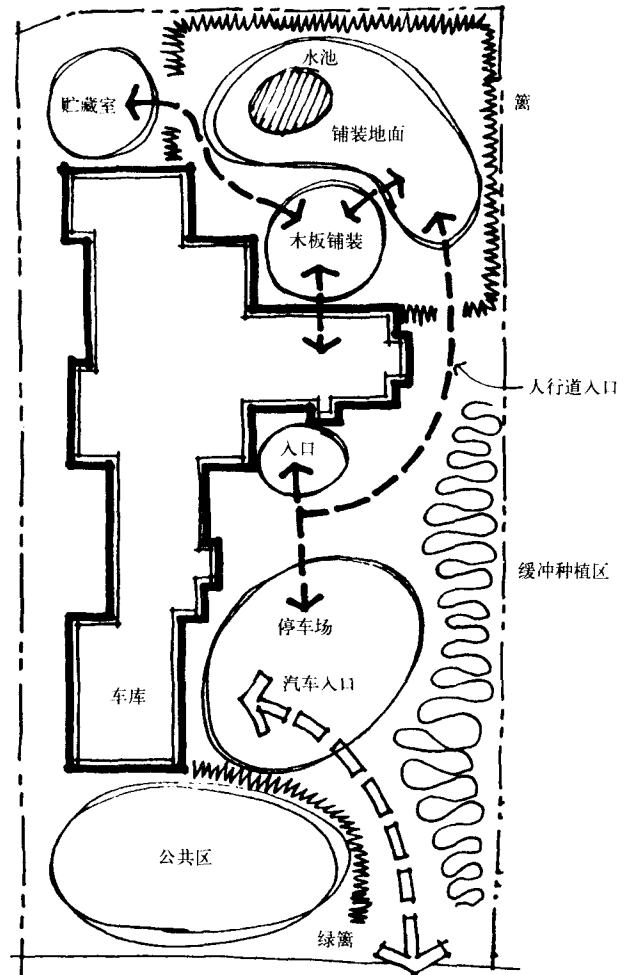 水池
贮藏室
篱
铺装地面
木板铺装
人行道入口
入口
缓冲种植区
停车场
汽车入口
车库
公共区
绿篱